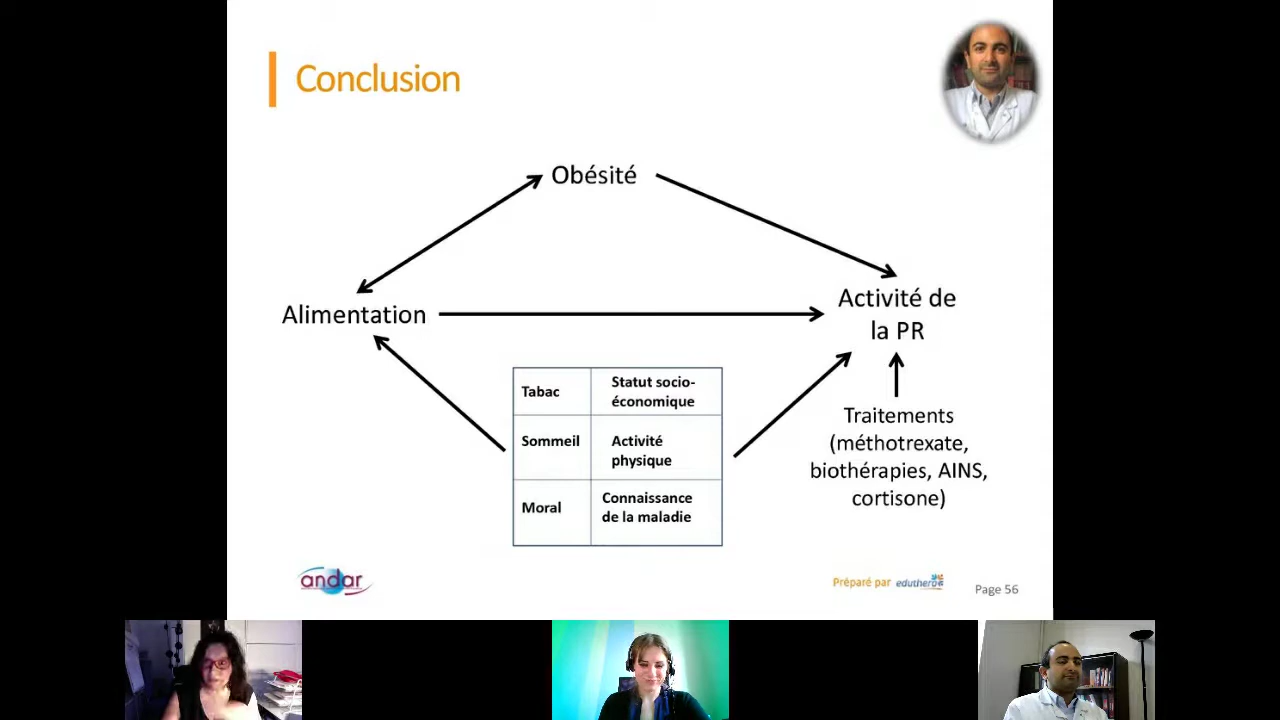 Conclusion
Obésité
Alimentation
Activité de
la PR
Tabac
Statut socio-
économique
Sommeil
Activité
physique
Moral
Connaissance
de la maladie
Traitements
(méthotrexate,
biothérapies, AINS,
cortisone)
andar
Préparé par eduthera
Page 56